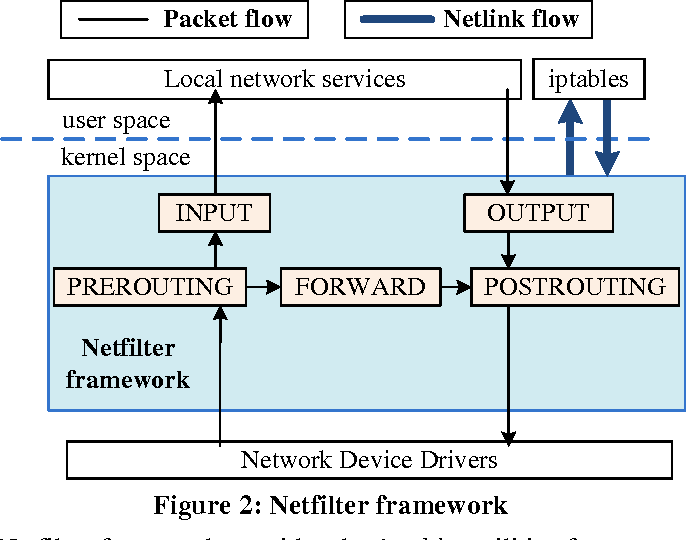 Packet flow
Netlink flow
Local network services
iptables
user space
kernel space
INPUT
OUTPUT
PREROUTING
FORWARD
POSTROUTING
Netfilter
framework
Network Device Drivers
Figure 2: Netfilter framework